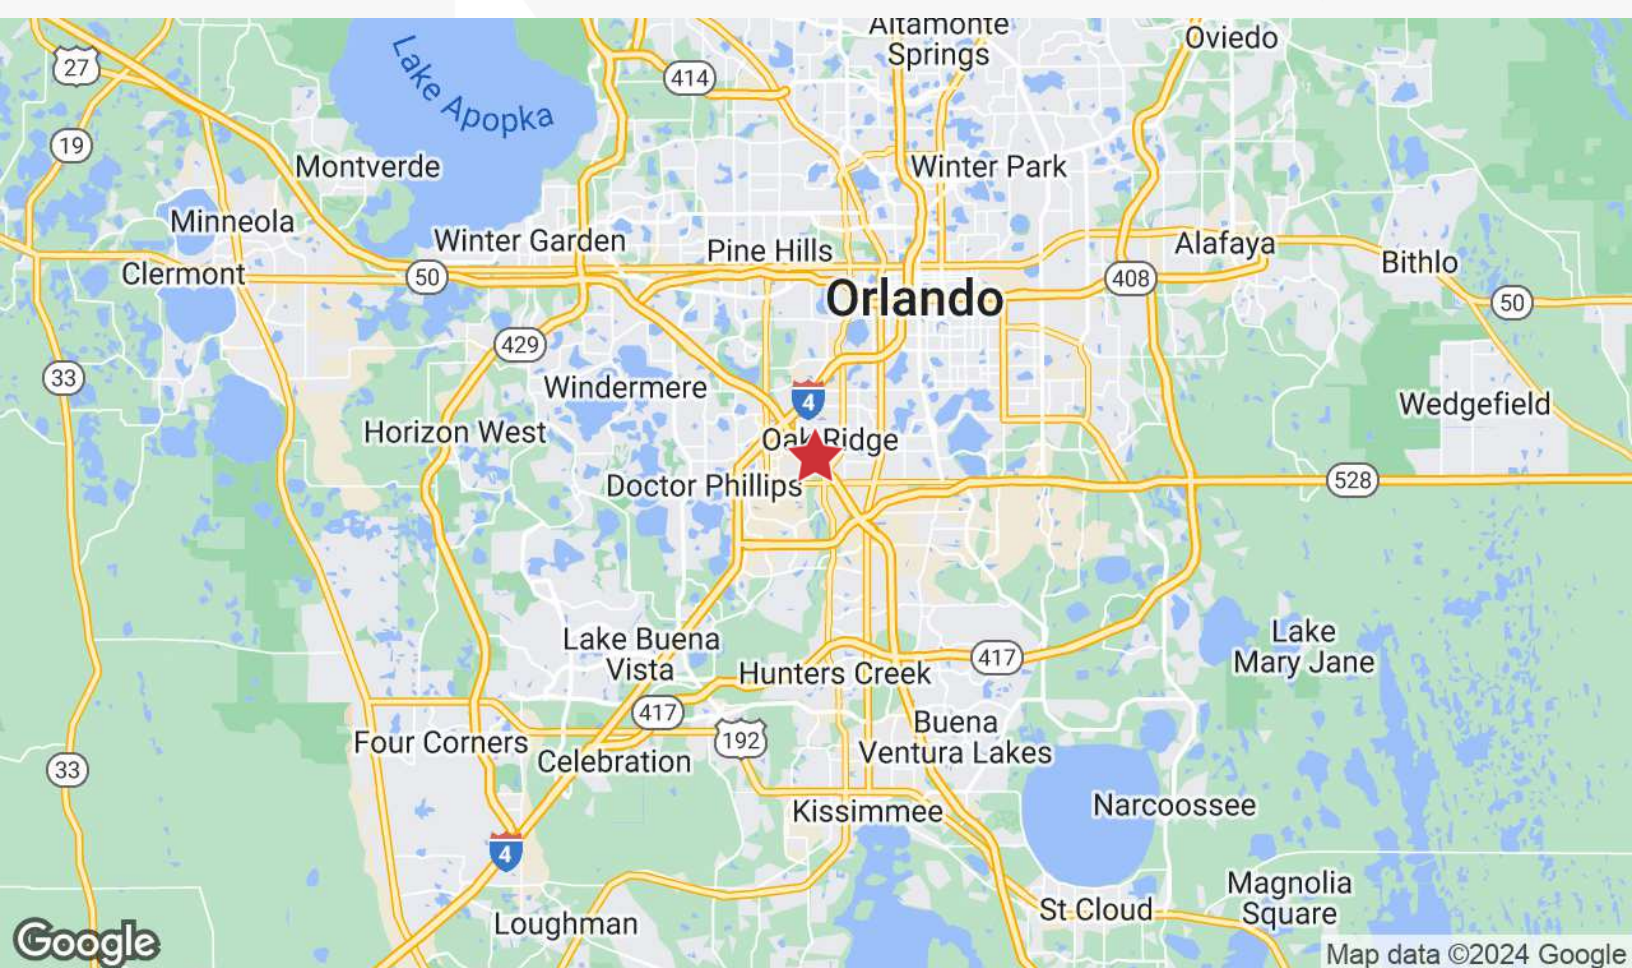 Altamonte
Springs
Oviedo
27
414
Lake Apopka
19
Montverde
Winter Park
Minneola
Winter Garden
Pine Hills
Alafaya
Clermont
50
408
Bithlo
Orlando
50
429
33
Windermere
4
Wedgefield
Horizon West
Oak Ridge
Doctor Phillips
528
Lake Buena
Vista
Hunters Creek
417
Lake
Mary Jane
417
192
Four Corners
Celebration
Buena
Ventura Lakes
33
Kissimmee
Narcoossee
4
Magnolia
Square
Loughman
St Cloud
Google
Map data ©2024 Google